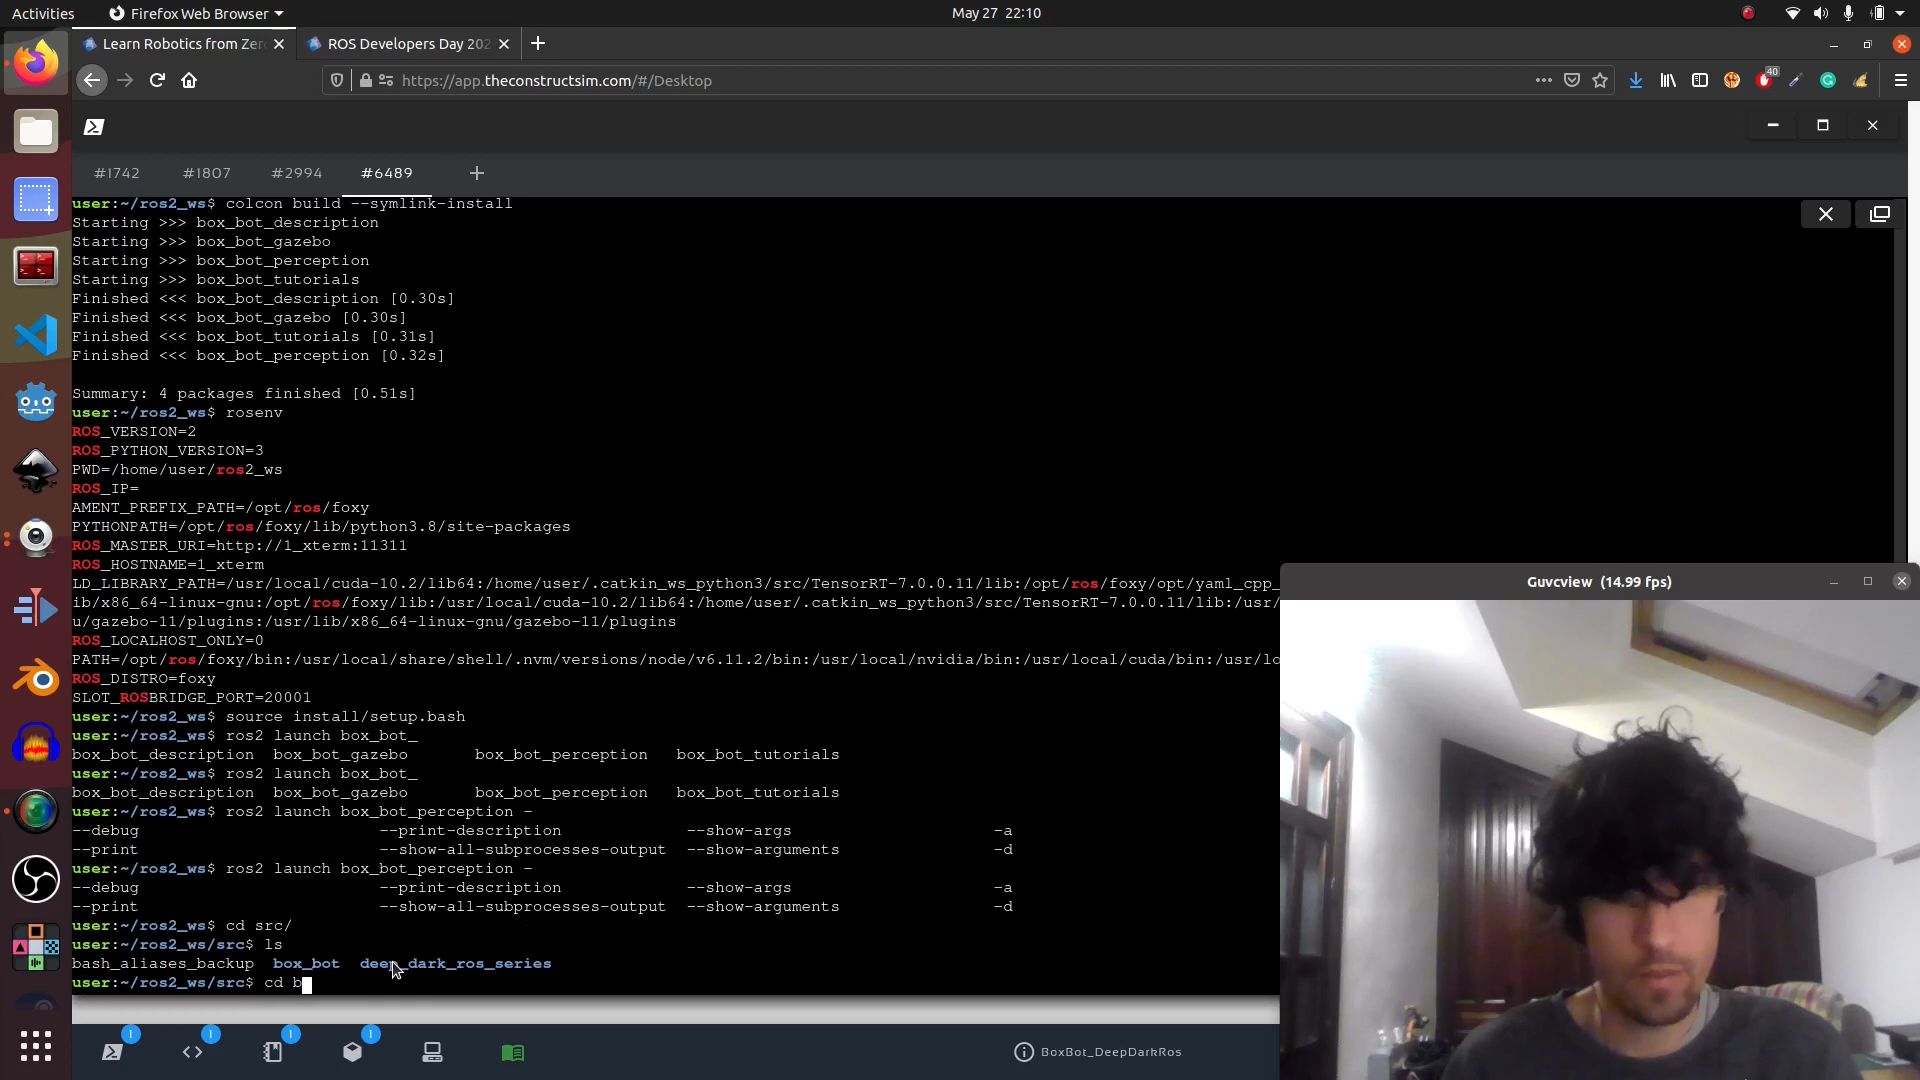 Activities
Firefox Web Browser
May 27 22:10
Learn Robotics from Zer
ROS Developers Day 202
https://app.theconstructsim.com/#/Desktop
40
#1742
#1807
#2994
#6489
user:~/ros2_ws$ colcon build --symlink-install
Starting >>> box_bot_description
Starting >>> box_bot_gazebo
Starting >>> box_bot_perception
Starting >>> box_bot_tutorials
Finished <<< box_bot_description [0.30s]
Finished <<< box_bot_gazebo [0.30s]
Finished <<< box_bot_tutorials [0.31s]
Finished <<< box_bot_perception [0.32s]
Summary: 4 packages finished [0.51s]
user:~/ros2_ws$ rosenv
ROS_VERSION=2
ROS_PYTHON_VERSION=3
PWD=/home/user/ros2_ws
ROS_IP=
AMENT_PREFIX_PATH=/opt/ros/foxy
PYTHONPATH=/opt/ros/foxy/lib/python3.8/site-packages
ROS_MASTER_URI=http://1_xterm:11311
ROS_HOSTNAME=1_xterm
LD_LIBRARY_PATH=/usr/local/cuda-10.2/lib64:/home/user/.catkin_ws_python3/src/TensorRT-7.0.0.11/lib:/opt/ros/foxy/opt/yaml_cpp_
ib/x86_64-linux-gnu:/opt/ros/foxy/lib:/usr/local/cuda-10.2/lib64:/home/user/.catkin_ws_python3/src/TensorRT-7.0.0.11/lib:/usr/
u/gazebo-11/plugins:/usr/lib/x86_64-linux-gnu/gazebo-11/plugins
ROS_LOCALHOST_ONLY=0
PATH=/opt/ros/foxy/bin:/usr/local/share/shell/.nvm/versions/node/v6.11.2/bin:/usr/local/nvidia/bin:/usr/local/cuda/bin:/usr/lo
ROS_DISTRO=foxy
SLOT_ROSBRIDGE_PORT=20001
user:~/ros2_ws$ source install/setup.bash
user:~/ros2_ws$ ros2 launch box_bot_
box_bot_description box_bot_gazebo box_bot_perception box_bot_tutorials
user:~/ros2_ws$ ros2 launch box_bot_
box_bot_description box_bot_gazebo box_bot_perception box_bot_tutorials
user:~/ros2_ws$ ros2 launch box_bot_perception -
--debug --print-description --show-args -a
--print --show-all-subprocesses-output --show-arguments -d
user:~/ros2_ws$ ros2 launch box_bot_perception -
--debug --print-description --show-args -a
--print --show-all-subprocesses-output --show-arguments -d
user:~/ros2_ws$ cd src/
user:~/ros2_ws/src$ ls
bash_aliases_backup box_bot deep_dark_ros_series
user:~/ros2_ws/src$ cd b
Guvcview (14.99 fps)
1
1
1
1
BoxBot_DeepDarkRos